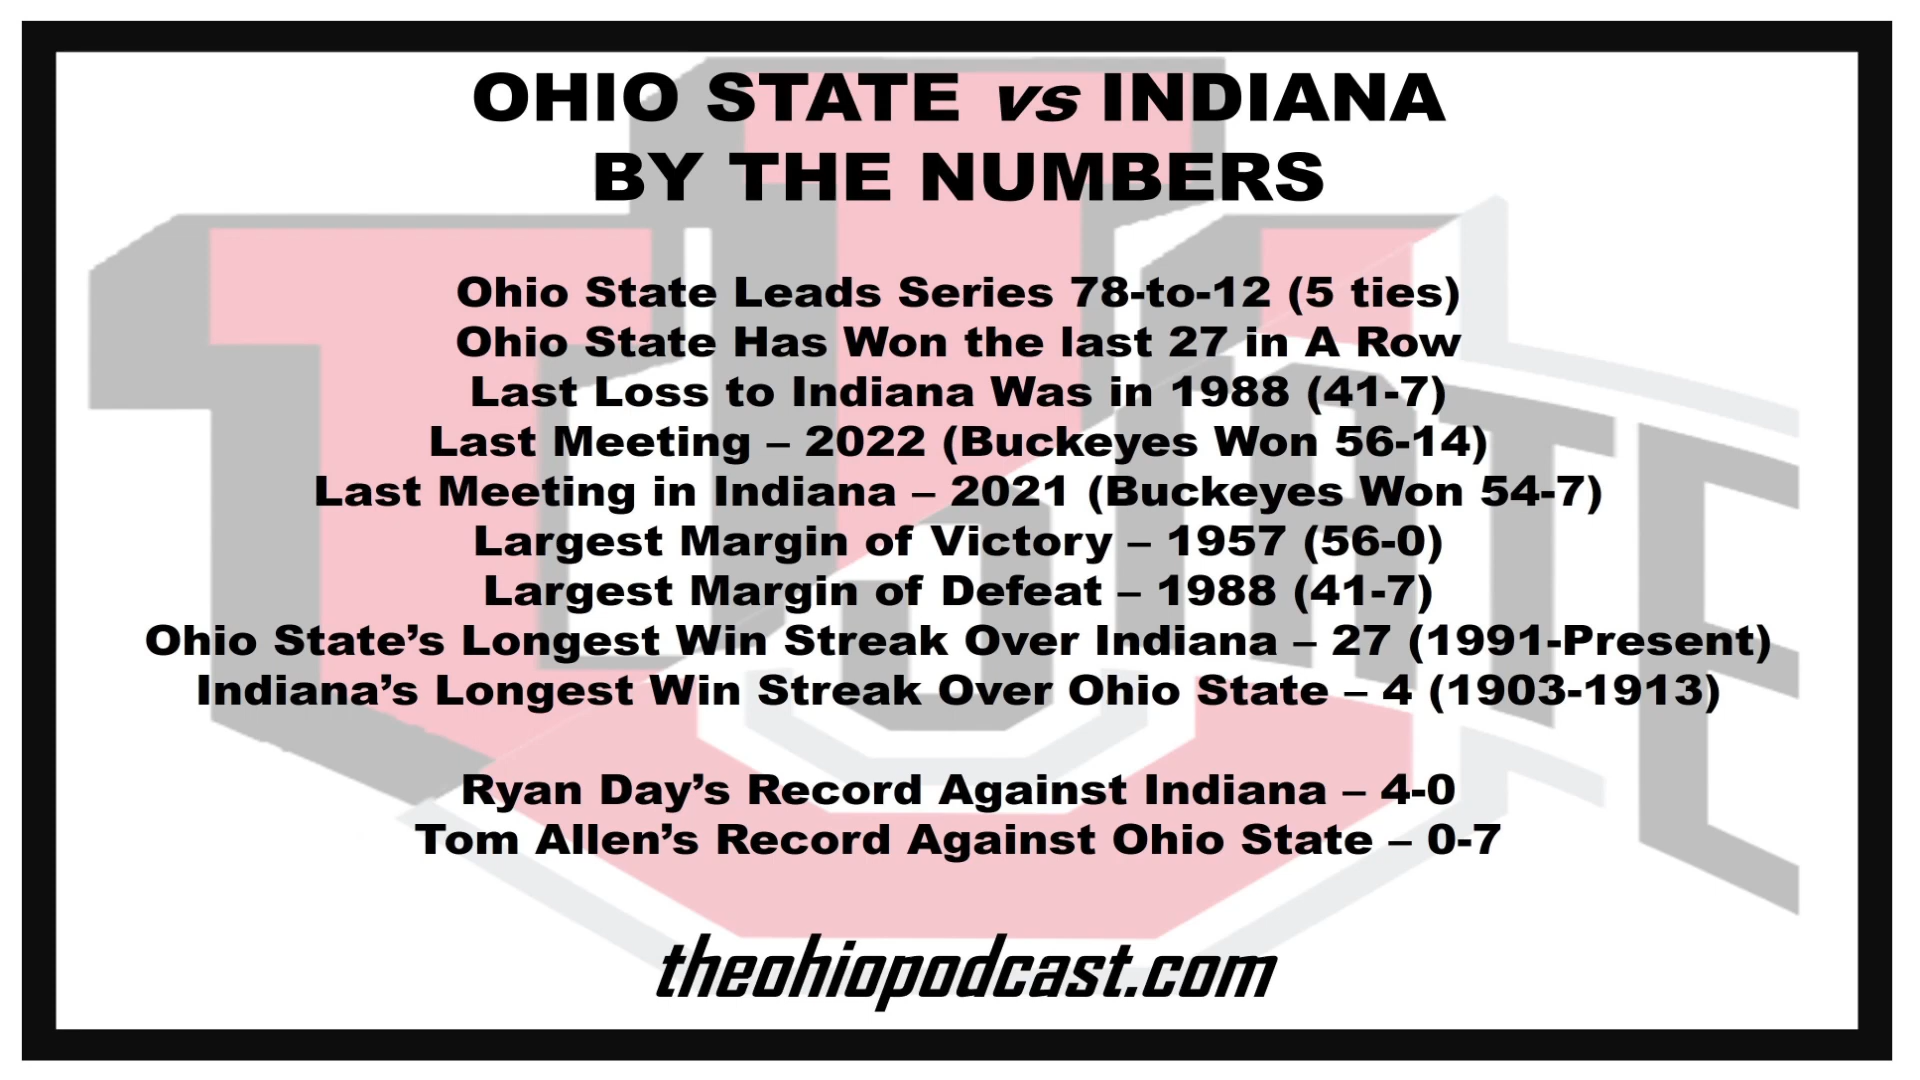 OHIO STATE vs INDIANA
BY THE NUMBERS
Ohio State Leads Series 78-to-12 (5 ties)
Ohio State Has Won the last 27 in A Row
Last Loss to Indiana Was in 1988 (41-7)
Last Meeting – 2022 (Buckeyes Won 56-14)
Last Meeting in Indiana – 2021 (Buckeyes Won 54-7)
Largest Margin of Victory – 1957 (56-0)
Largest Margin of Defeat – 1988 (41-7)
Ohio State’s Longest Win Streak Over Indiana – 27 (1991-Present)
Indiana’s Longest Win Streak Over Ohio State – 4 (1903-1913)
Ryan Day’s Record Against Indiana – 4-0
Tom Allen’s Record Against Ohio State – 0-7
theohiopodcast.com